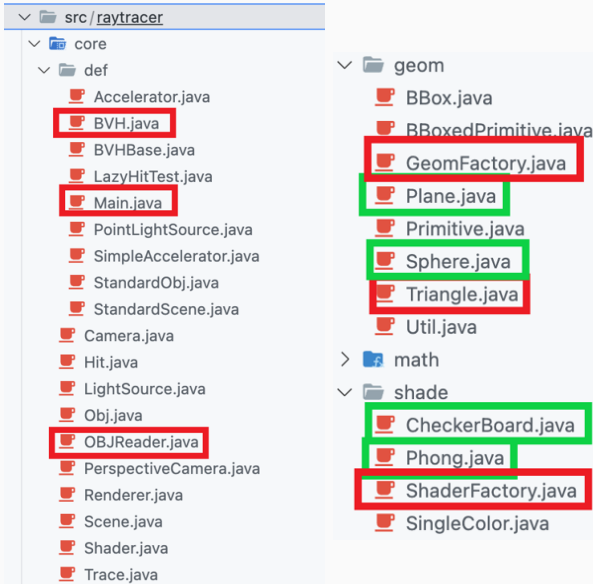 src/raytracer
core
def
Accelerator.java
BVH.java
BVHBase.java
LazyHitTest.java
Main.java
PointLightSource.java
SimpleAccelerator.java
StandardObj.java
StandardScene.java
Camera.java
Hit.java
LightSource.java
Obj.java
OBJReader.java
PerspectiveCamera.java
Renderer.java
Scene.java
Shader.java
Trace.java
geom
BBox.java
BBoxedPrimitive.java
GeomFactory.java
Plane.java
Primitive.java
Sphere.java
Triangle.java
Util.java
math
shade
CheckerBoard.java
Phong.java
ShaderFactory.java
SingleColor.java